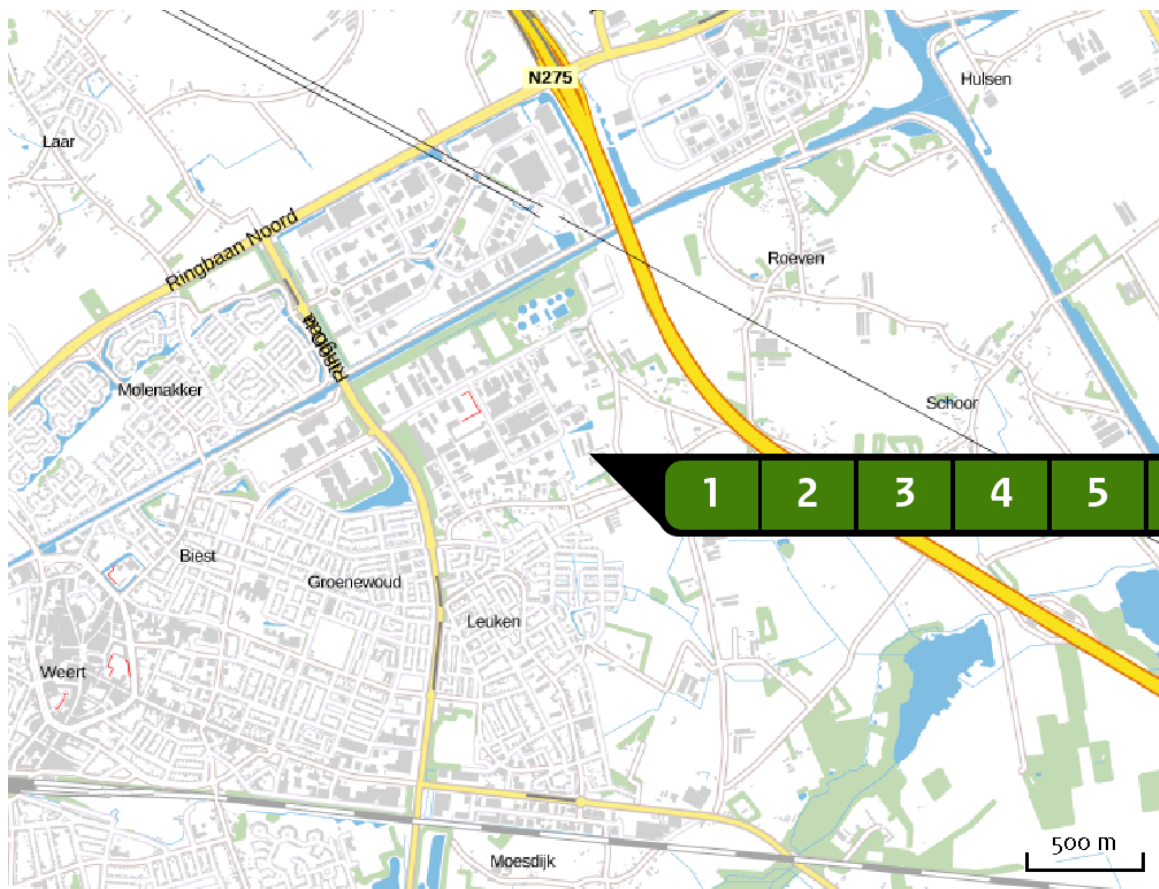 N275
Hulsen
Laar
Ringbaan Noord
Roeven
Molenakker
Schoor
1 2 3 4 5
Biest
Groenewoud
Leuken
Weert
500 m
Moesdijk